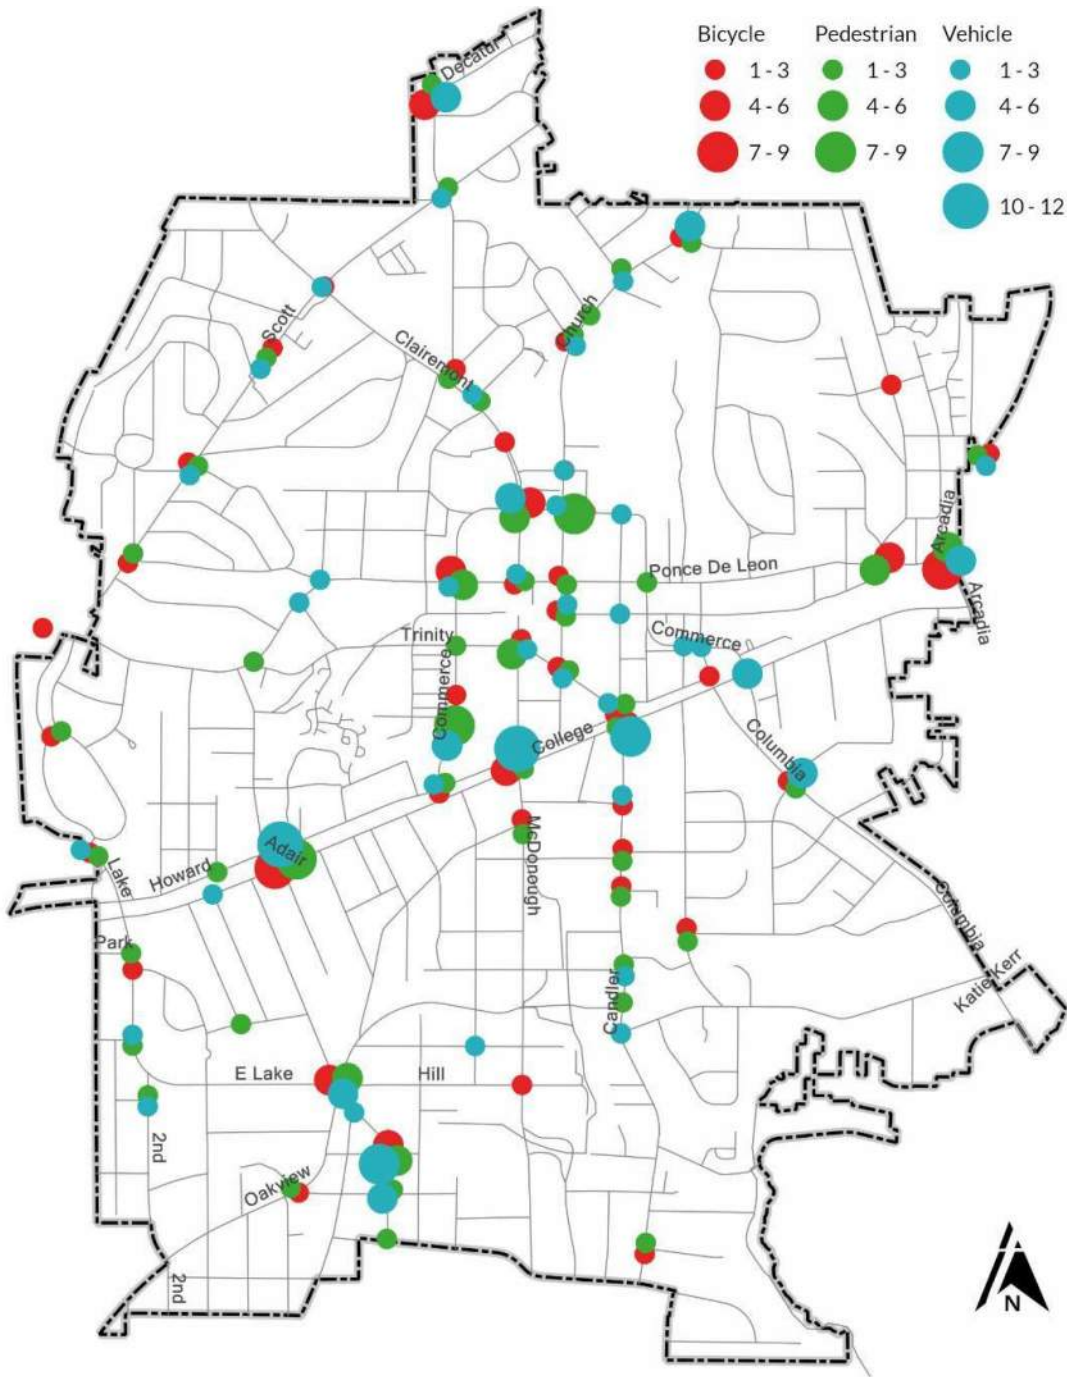 Bicycle Pedestrian Vehicle
1 - 3 1 - 3 1 - 3
4 - 6 4 - 6 4 - 6
7 - 9 7 - 9 7 - 9
10 - 12
Decatur
Scott
Church
Clairemont
Arcadia
Ponce De Leon
Arcadia
Trinity
Commerce
Commerce
College
Columbia
Adair
McDonough
Howard
Lake
Columbia
Park
Katie Kerr
Candler
E Lake
Hill
2nd
Oakview
2nd
N